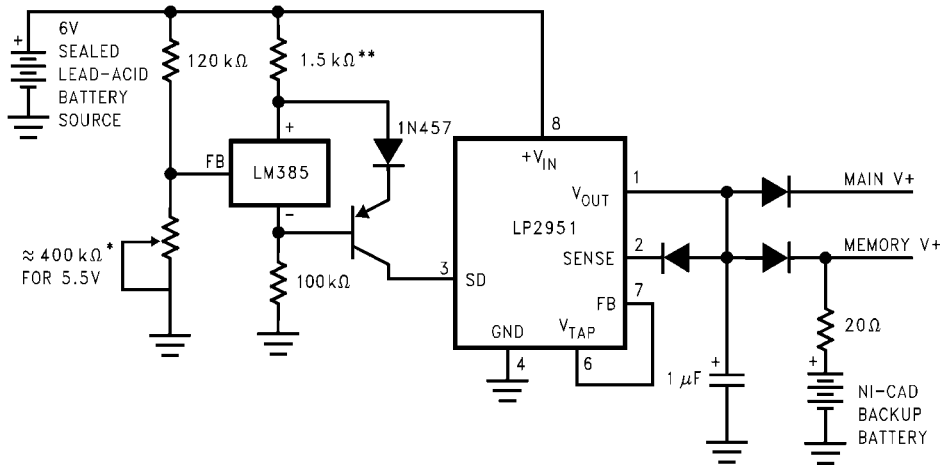 +
6V
SEALED
LEAD-ACID
BATTERY
SOURCE
120 kΩ
1.5 kΩ**
+
FB
LM385
-
1N457
≈ 400 kΩ*
FOR 5.5V
100kΩ
8
+VIN
1
VOUT
LP2951
2
SENSE
3
SD
7
FB
GND
VTAP
4
6
MAIN V+
MEMORY V+
20Ω
+
1 μF
+
NI-CAD
BACKUP
BATTERY